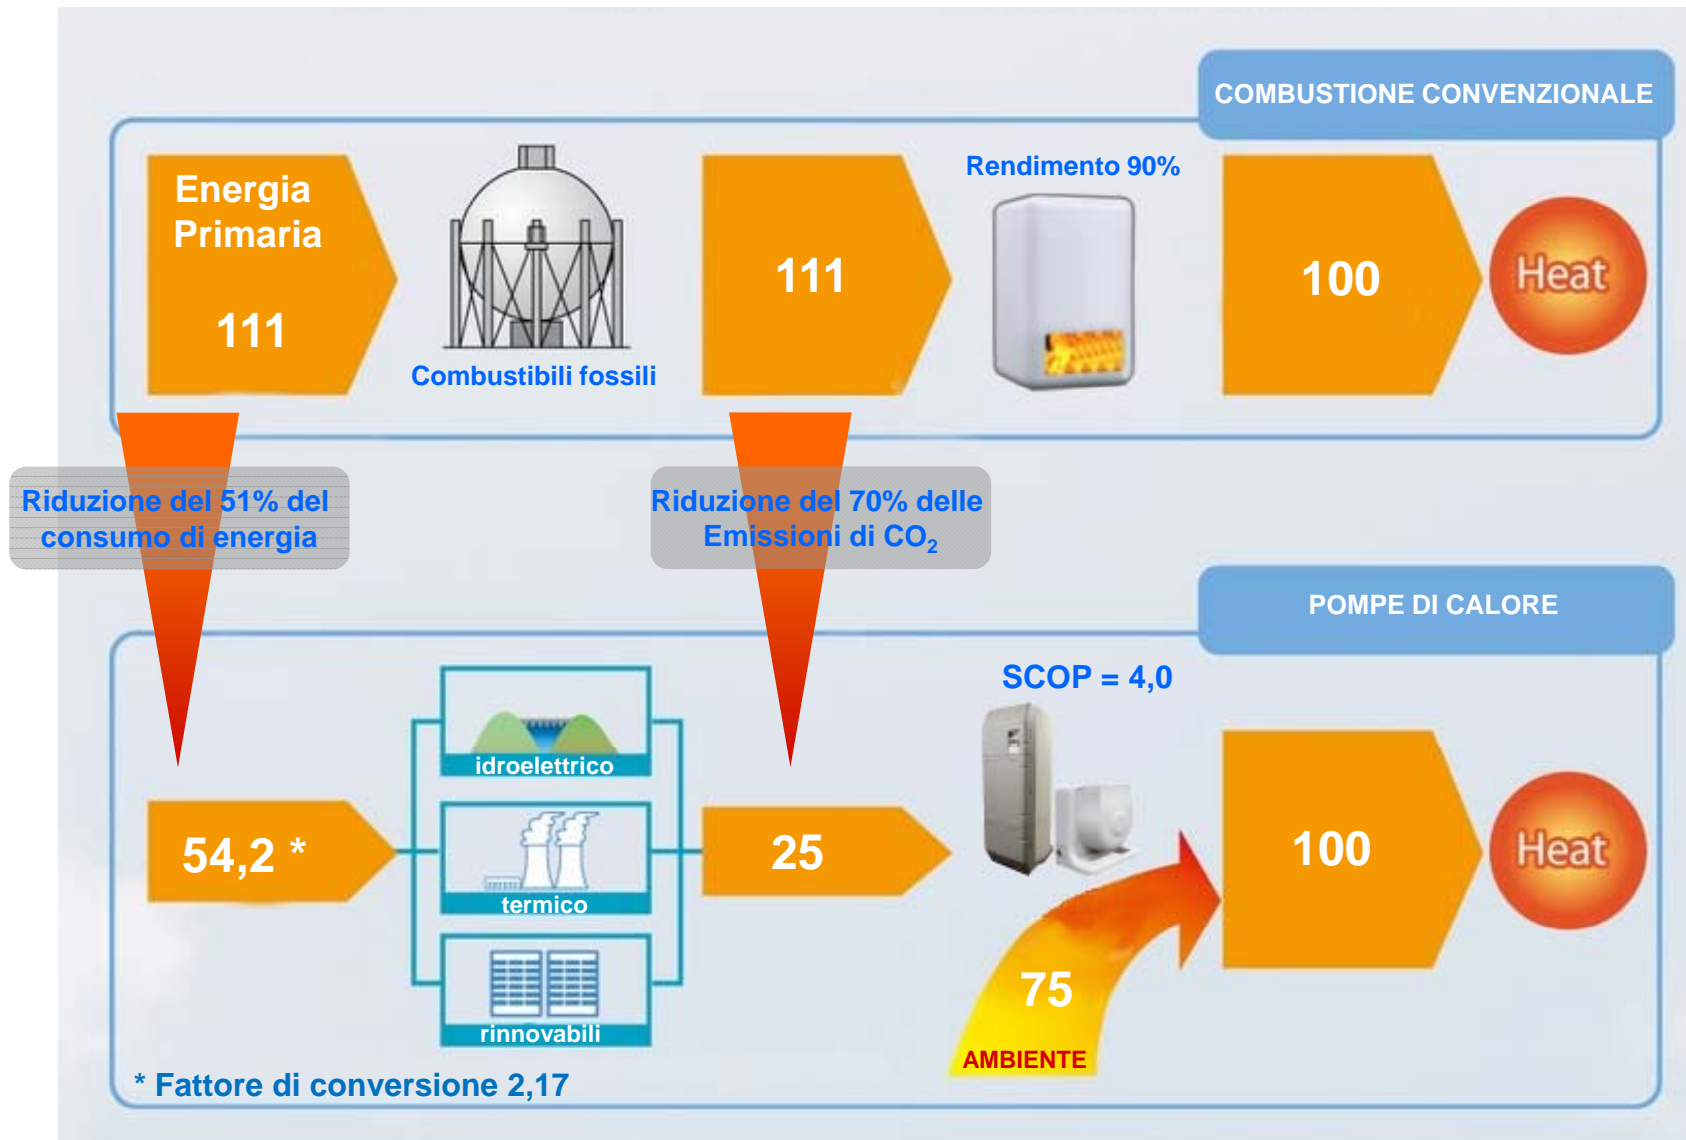 COMBUSTIONE CONVENZIONALE
Energia
Primaria
111
Combustibili fossili
111
Rendimento 90%
100
Heat
Riduzione del 51% del
consumo di energia
Riduzione del 70% delle
Emissioni di CO₂
POMPE DI CALORE
SCOP = 4,0
idroelettrico
54,2 *
termico
25
100
Heat
rinnovabili
75
AMBIENTE
* Fattore di conversione 2,17